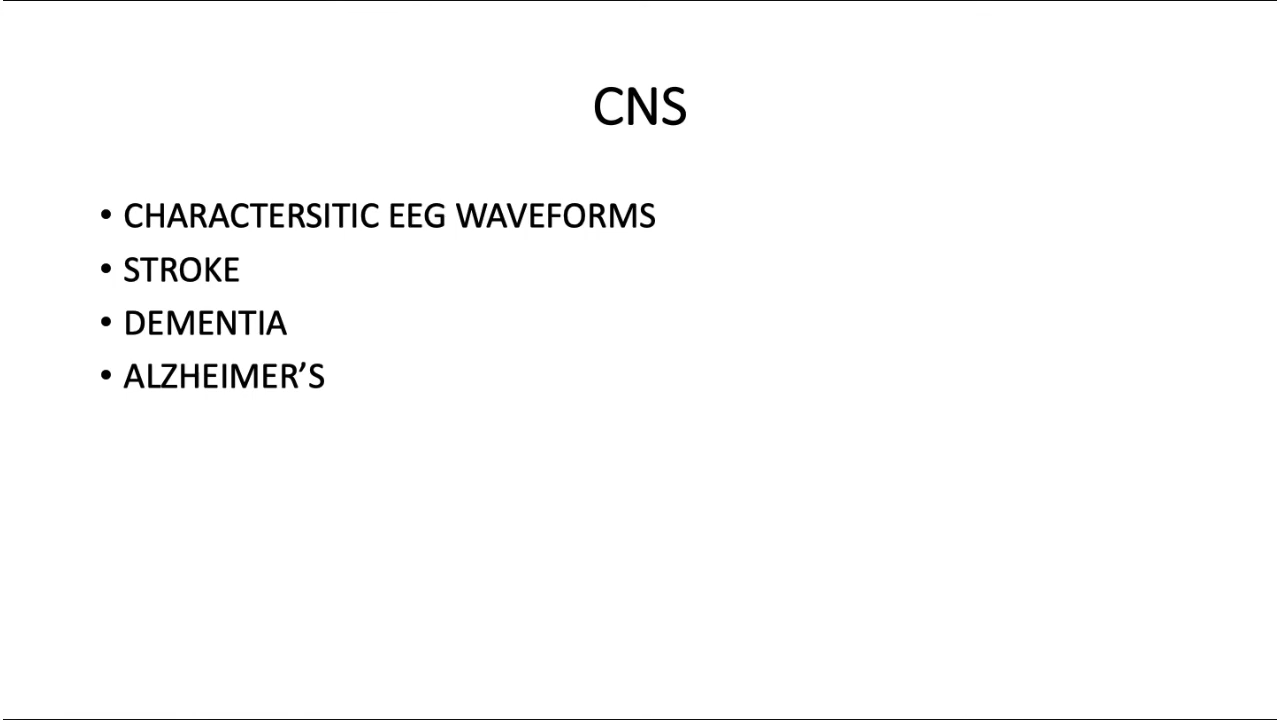 CNS
• CHARACTERSITIC EEG WAVEFORMS
• STROKE
• DEMENTIA
• ALZHEIMER’S